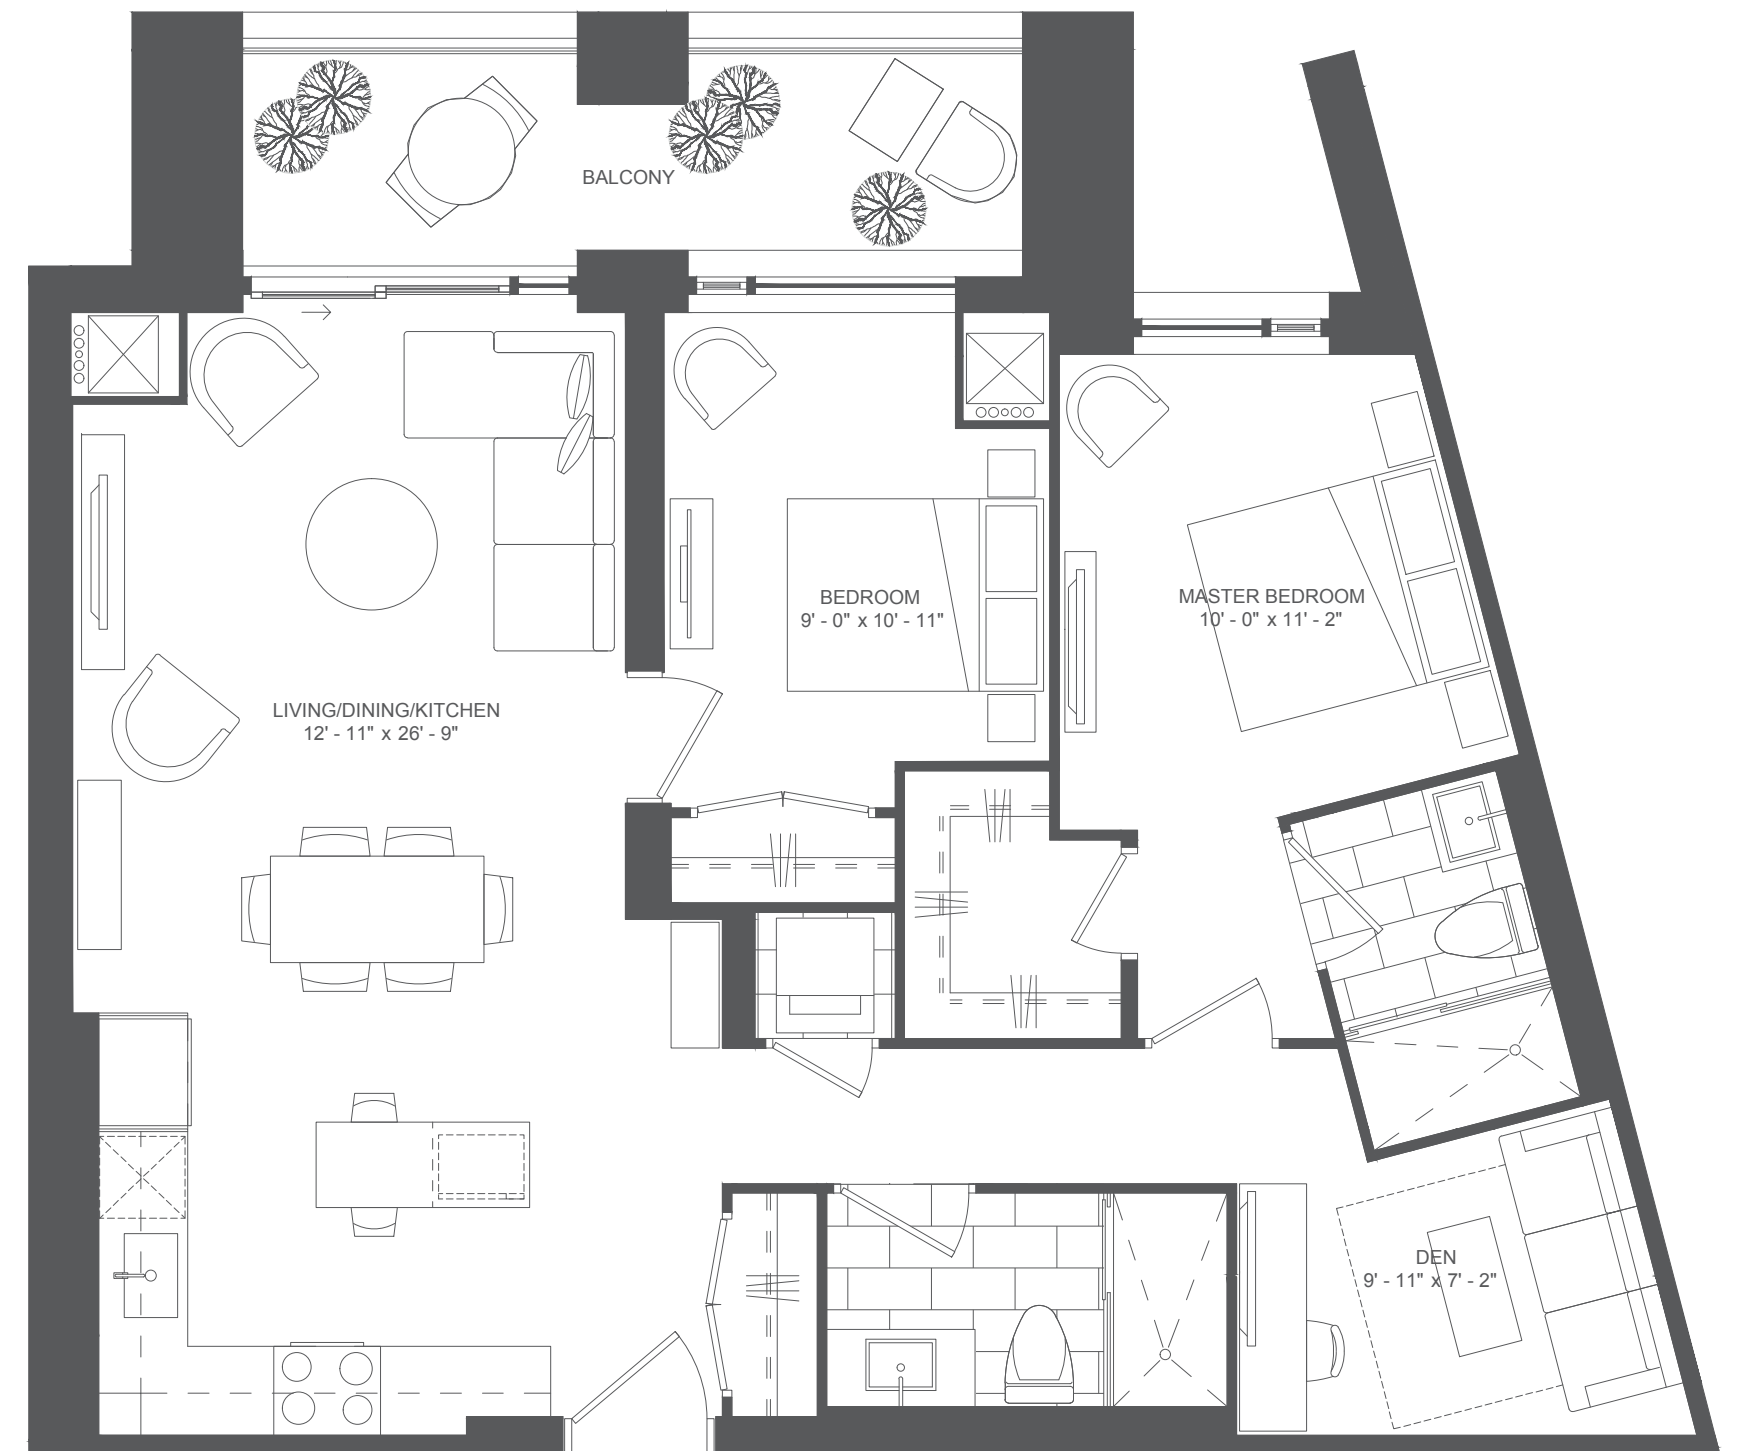 BALCONY
BEDROOM
9' - 0" x 10' - 11"
MASTER BEDROOM
10' - 0" x 11' - 2"
LIVING/DINING/KITCHEN
12' - 11" x 26' - 9"
DEN
9' - 11" x 7' - 2"